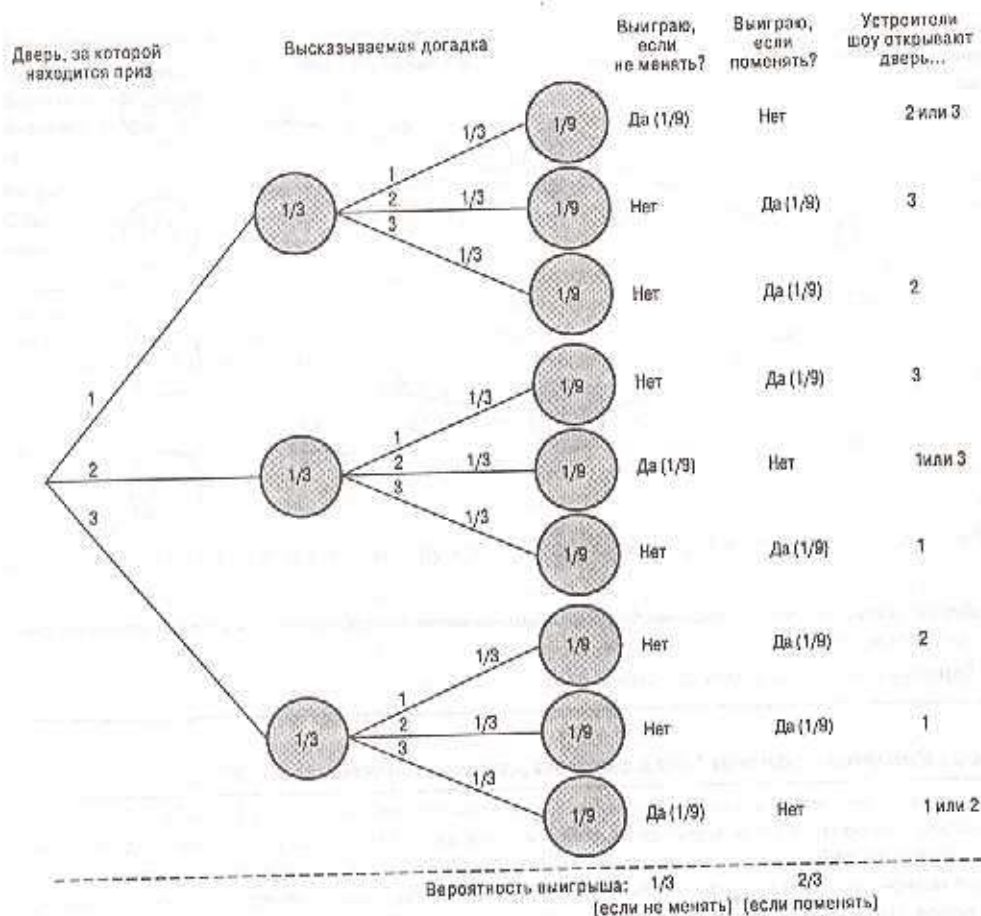 Дверь, за которой
находится приз
Высказываемая догадка
Выиграю,
если
не менять?
Выиграю,
если
поменять?
Устроители
шоу открывают
дверь...
1/3
1
2
3
1/3
1/3
1/3
1/9
Да (1/9)
Нет
2 или 3
1/9
Нет
Да (1/9)
3
1/9
Нет
Да (1/9)
2
1
2
3
1/3
1
2
3
1/3
1/3
1/3
1/9
Нет
Да (1/9)
3
1/9
Да (1/9)
Нет
1или 3
1/9
Нет
Да (1/9)
1
1/3
1
2
3
1/3
1/3
1/3
1/9
Нет
Да (1/9)
2
1/9
Нет
Да (1/9)
1
1/9
Да (1/9)
Нет
1 или 2
Вероятность выигрыша: 1/3 2/3
(если не менять) (если поменять)